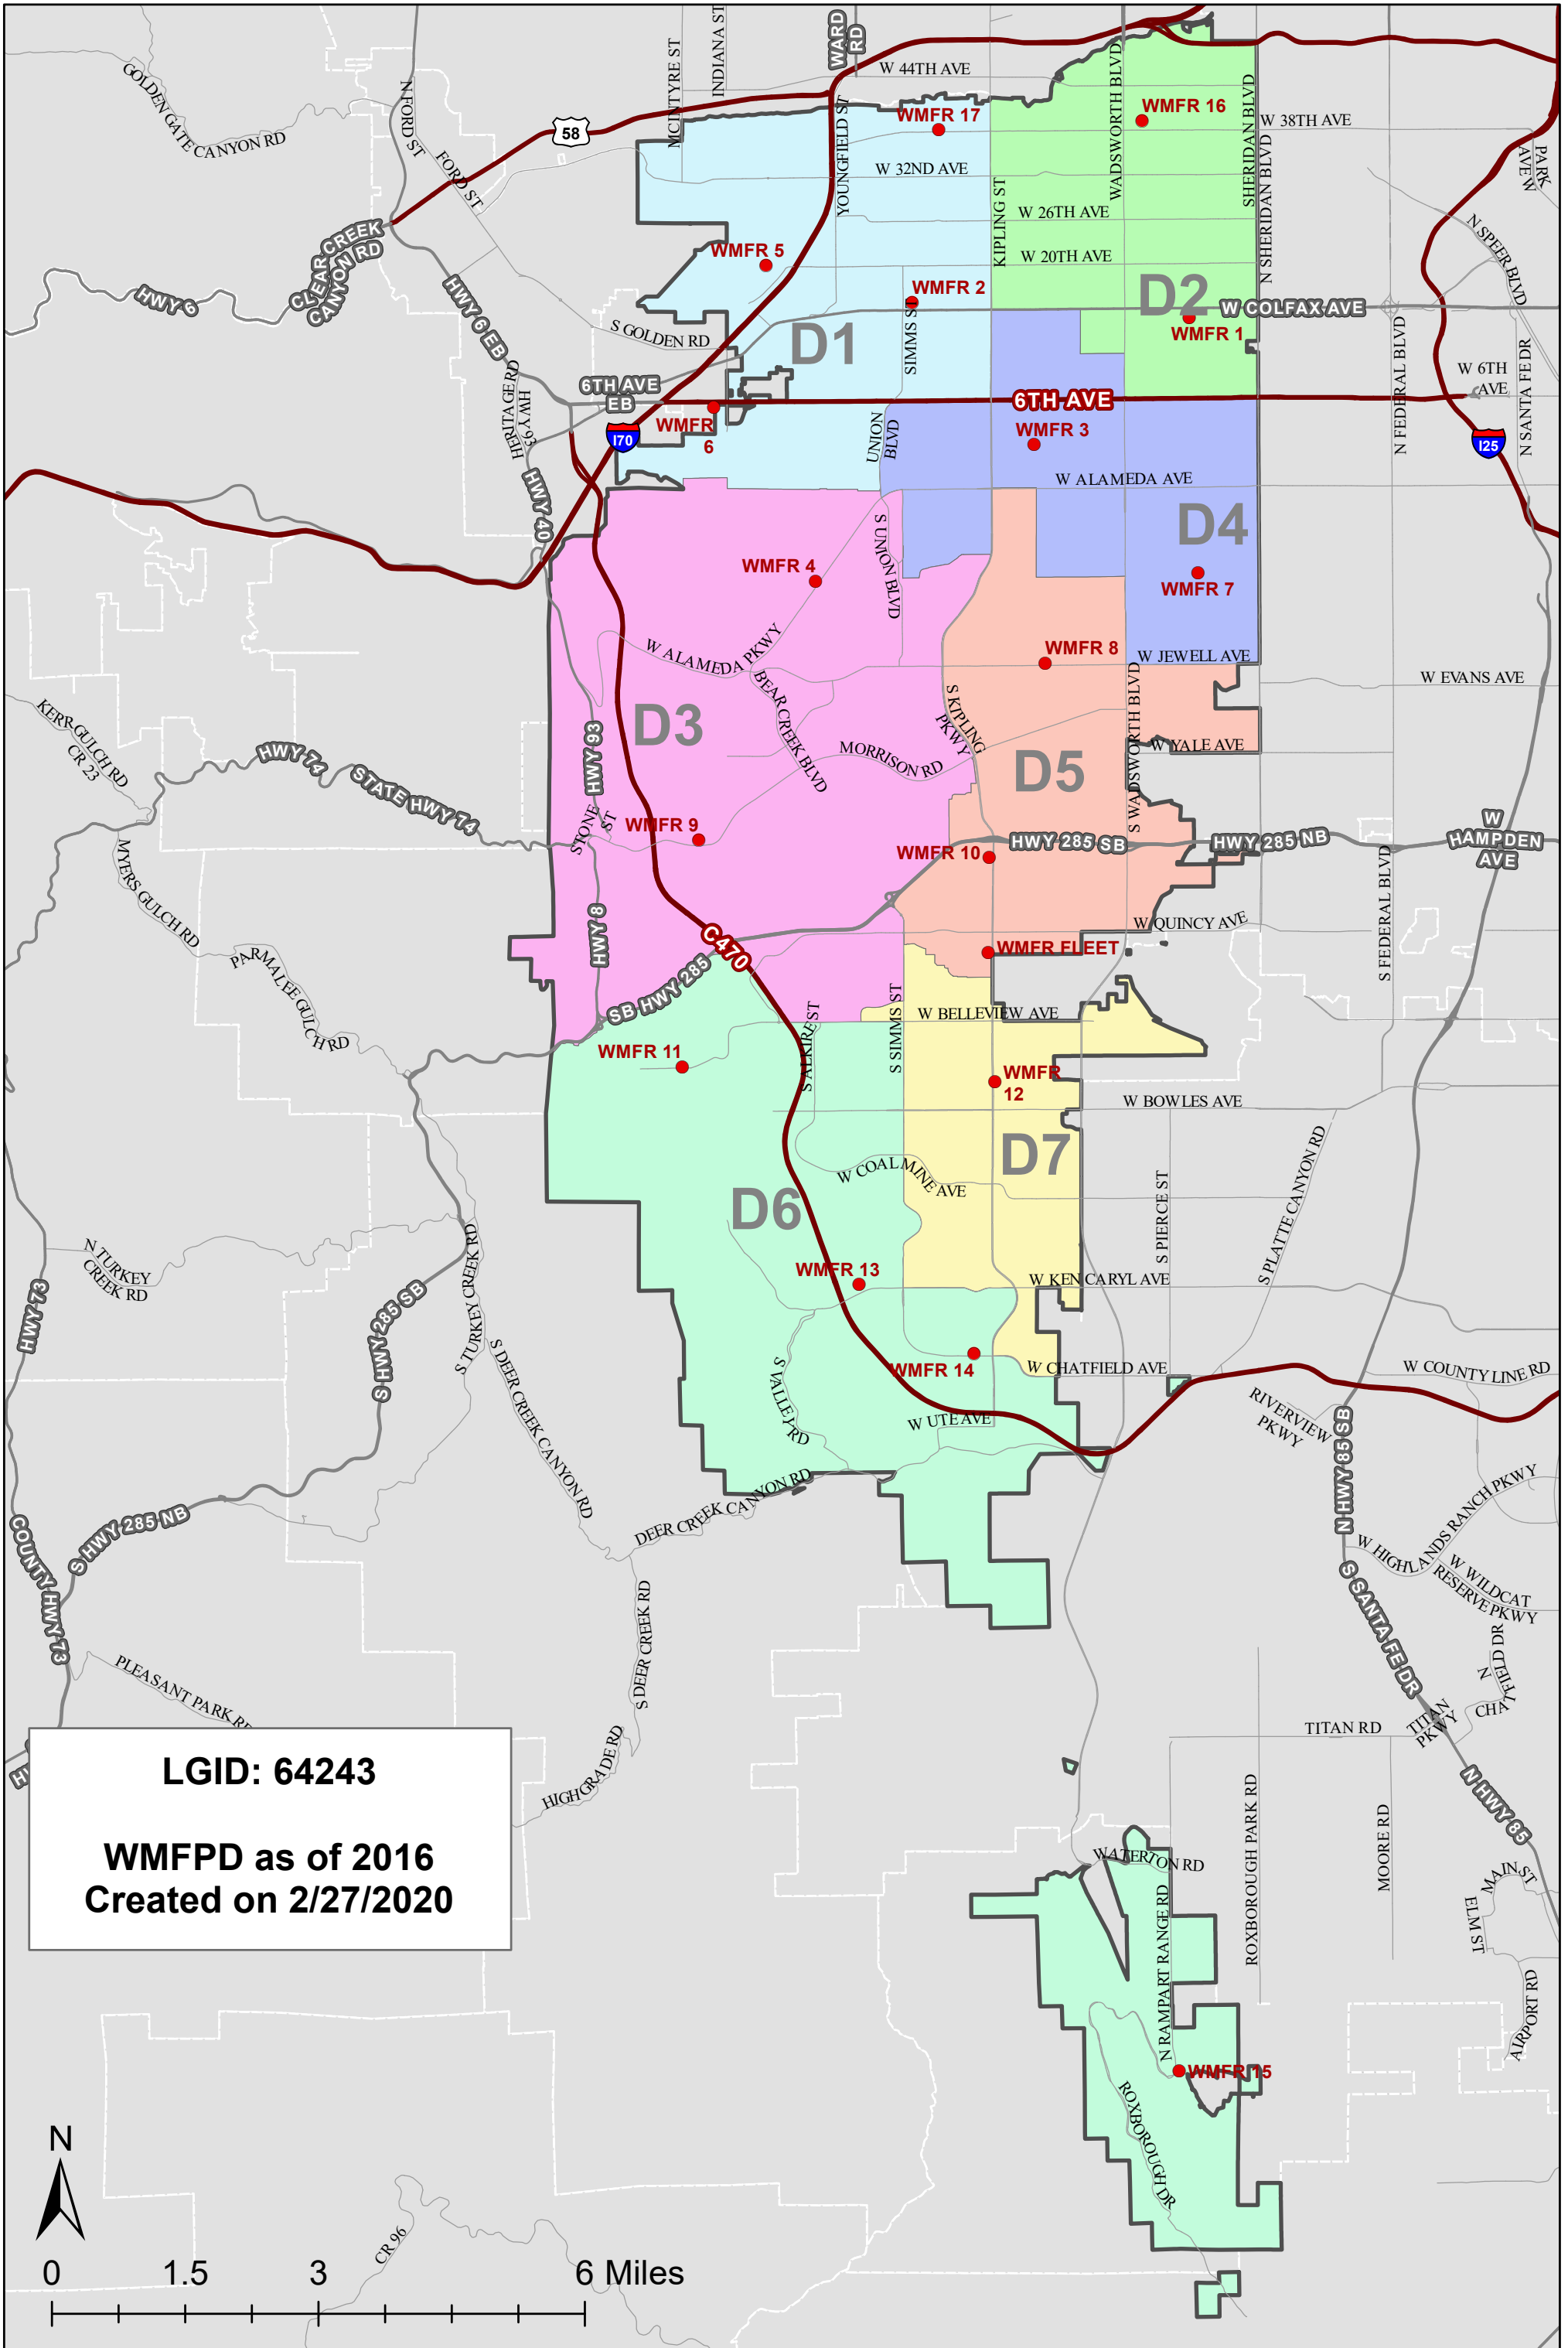 INDIANA ST
WARD
RD
MCINTYRE ST
W 44TH AVE
WADSWORTH BLVD
GOLDEN GATE CANYON RD
N FORD ST
58
FORD ST
YOUNGFIELD ST
WMFR 17
WMFR 16
SHERIDAN BLVD
W 38TH AVE
PARK
AVE W
W 32ND AVE
KIPLING ST
W 26TH AVE
N SHERIDAN BLVD
N SPEER BLVD
CLEAR CREEK
CANYON RD
HWY 6
WMFR 5
W 20TH AVE
HWY 6 EB
WMFR 2
D2
W COLFAX AVE
S GOLDEN RD
D1
SIMMS ST
WMFR 1
N FEDERAL BLVD
N SANTA FE DR
W 6TH
AVE
HERITAGE RD
HWY 93
6TH AVE
EB
6TH AVE
I70
WMFR
6
UNION
BLVD
WMFR 3
I25
HWY 40
W ALAMEDA AVE
D4
S UNION BLVD
WMFR 4
WMFR 7
W ALAMEDA PKWY
WMFR 8
W JEWELL AVE
W EVANS AVE
BEAR CREEK BLVD
S KIPLING
PKWY
S WADSWORTH BLVD
KERR GULCH RD
CR 23
HWY 74
STATE HWY 74
HWY 93
D3
MORRISON RD
D5
W YALE AVE
STONE
ST
WMFR 9
WMFR 10
HWY 285 SB
HWY 285 NB
W
HAMPDEN
AVE
MYERS GULCH RD
HWY 8
C470
W QUINCY AVE
S FEDERAL BLVD
WMFR FLEET
PARMALEE GULCH RD
SB HWY 285
S ALKIRE ST
S SIMMS ST
W BELLEVIEW AVE
WMFR 11
WMFR
12
W BOWLES AVE
D7
W COAL MINE AVE
D6
S PIERCE ST
S PLATTE CANYON RD
N TURKEY
CREEK RD
S TURKEY CREEK RD
HWY 73
S HWY 285 SB
WMFR 13
W KEN CARYL AVE
S DEER CREEK CANYON RD
S
VALLEY RD
WMFR 14
W CHATFIELD AVE
W COUNTY LINE RD
RIVERVIEW
PKWY
W UTE AVE
N HWY 85 SB
DEER CREEK CANYON RD
S HWY 285 NB
COUNTY HWY 73
W HIGHLANDS RANCH PKWY
W WILDCAT
RESERVE PKWY
S DEER CREEK RD
S SANTA FE DR
N
CHATFIELD DR
PLEASANT PARK RD
TITAN RD
TITAN
PKWY
HIGH GRADE RD
LGID: 64243
WMFPD as of 2016
Created on 2/27/2020
N HWY 85
ROXBOROUGH PARK RD
MOORE RD
WATERTON RD
MAIN ST
ELM ST
N RAMPART RANGE RD
AIRPORT RD
WMFR 15
ROXBOROUGH DR
N
CR 96
0 1.5 3 6 Miles